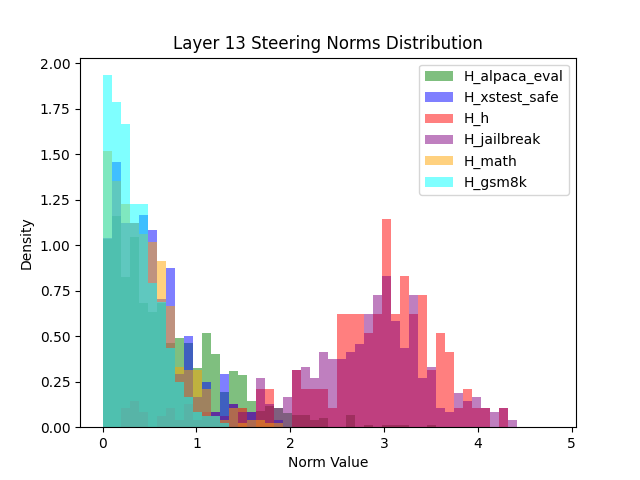 Layer 13 Steering Norms Distribution
H_alpaca_eval
H_xstest_safe
H_h
H_jailbreak
H_math
H_gsm8k
Density
2.00
1.75
1.50
1.25
1.00
0.75
0.50
0.25
0.00
0 1 2 3 4 5
Norm Value